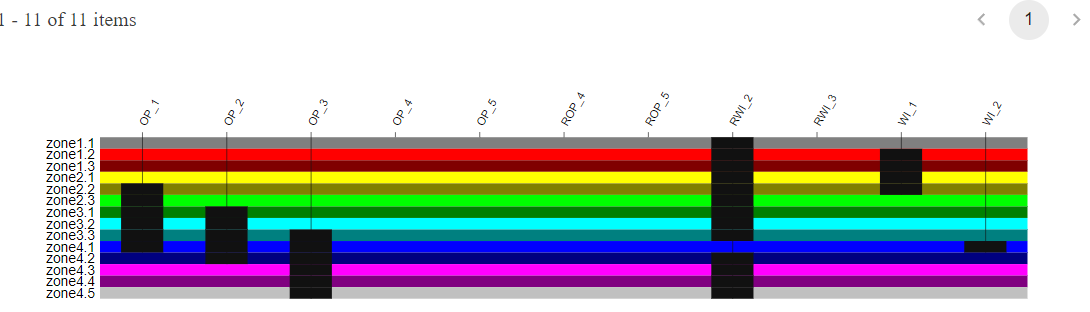 1 - 11 of 11 items
1
OP_1 OP_2 OP_3 OP_4 OP_5 ROP_4 ROP_5 RWI_2 RWI_3 WI_1 WI_2
zone1.1
zone1.2
zone1.3
zone2.1
zone2.2
zone2.3
zone3.1
zone3.2
zone3.3
zone4.1
zone4.2
zone4.3
zone4.4
zone4.5